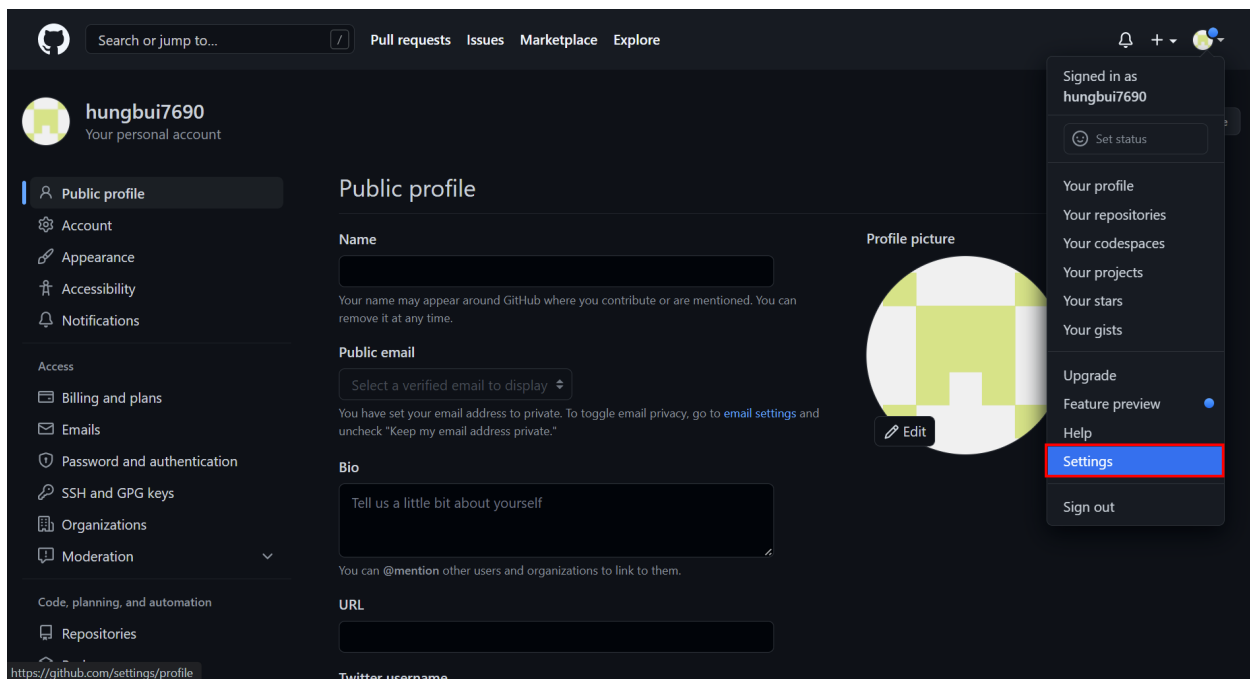 Search or jump to...
/
Pull requests
Issues
Marketplace
Explore
Signed in as
hungbui7690
Set status
Your profile
Your repositories
Your codespaces
Your projects
Your stars
Your gists
Upgrade
Feature preview
Help
Settings
Sign out
hungbui7690
Your personal account
Public profile
Account
Appearance
Accessibility
Notifications
Access
Billing and plans
Emails
Password and authentication
SSH and GPG keys
Organizations
Moderation
Code, planning, and automation
Repositories
https://github.com/settings/profile
Public profile
Name
Your name may appear around GitHub where you contribute or are mentioned. You can
remove it at any time.
Public email
Select a verified email to display
You have set your email address to private. To toggle email privacy, go to email settings and
uncheck "Keep my email address private."
Bio
Tell us a little bit about yourself
You can @mention other users and organizations to link to them.
URL
Twitter username
Profile picture
Edit